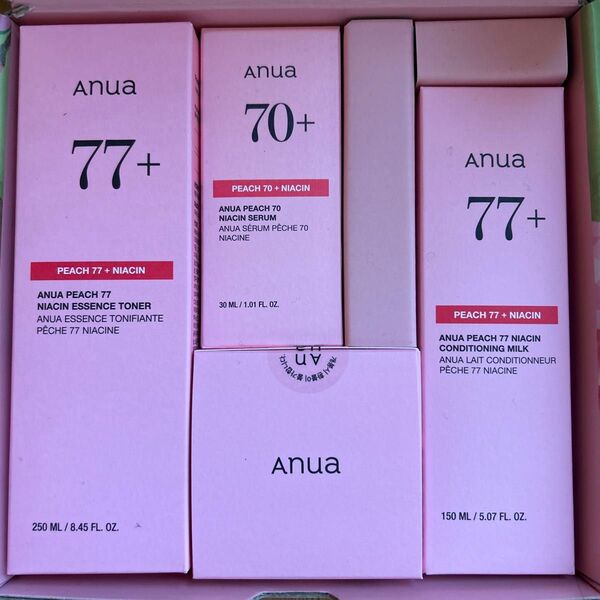 Anua
77+
PEACH 77 + NIACIN
ANUA PEACH 77
NIACIN ESSENCE TONER
ANUA ESSENCE TONIFIANTE
PÊCHE 77 NIACINE
250 ML / 8.45 FL. OZ.
Anua
70+
PEACH 70 + NIACIN
ANUA PEACH 70
NIACIN SERUM
ANUA SÉRUM PÊCHE 70
NIACINE
30 ML / 1.01 FL. OZ.
An
ua
Anua
Anua
77+
PEACH 77 + NIACIN
ANUA PEACH 77 NIACIN
CONDITIONING MILK
ANUA LAIT CONDITIONNEUR
PÊCHE 77 NIACINE
150 ML / 5.07 FL. OZ.